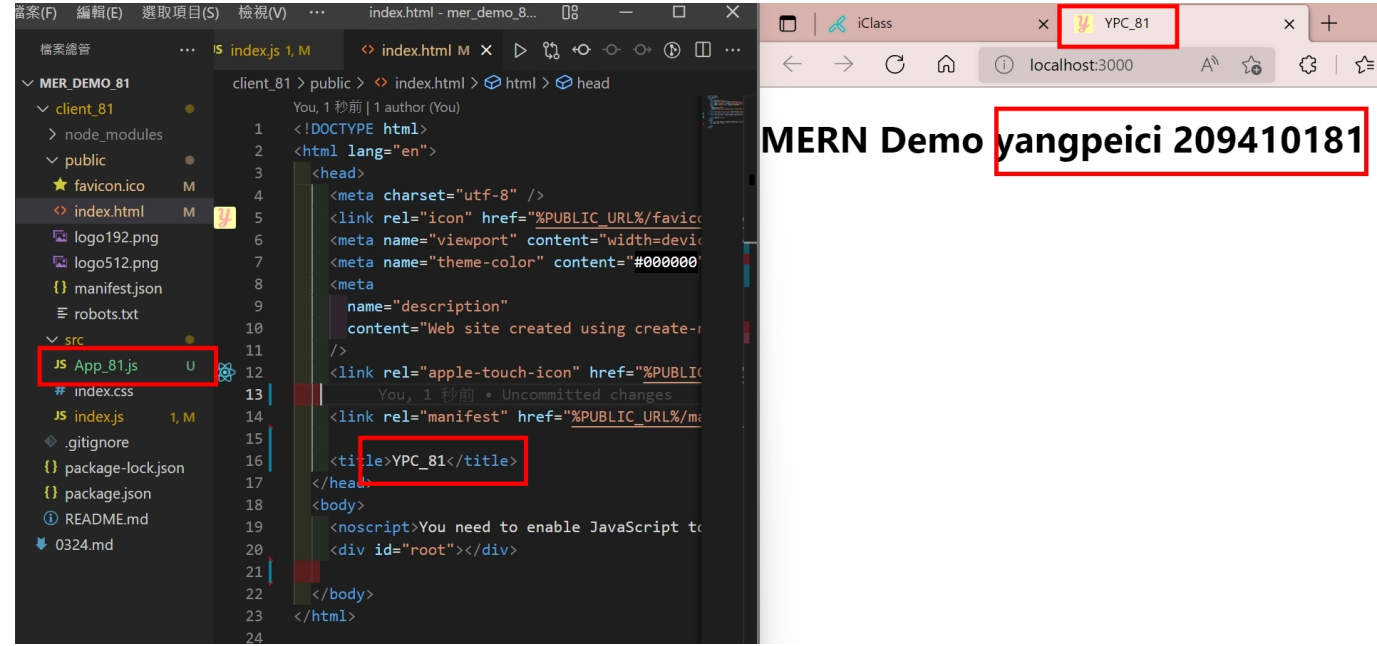 檔案(F) 編輯(E) 選取項目(S) 檢視(V) ··· index.html - mer_demo_8...
檔案總管 ···
MER_DEMO_81
client_81
node_modules
public
favicon.ico M
index.html M
logo192.png
logo512.png
{} manifest.json
robots.txt
src
JS App_81.js U
# index.css
JS index.js 1, M
.gitignore
{} package-lock.json
{} package.json
README.md
0324.md
JS index.js 1, M <> index.html M ···
client_81 > public > <> index.html > html > head
You, 1 秒前 | 1 author (You)
1 <!DOCTYPE html>
2 <html lang="en">
3 <head>
4 <meta charset="utf-8" />
5 <link rel="icon" href="%PUBLIC_URL%/favico
6 <meta name="viewport" content="width=devic
7 <meta name="theme-color" content="#000000"
8 <meta
9 name="description"
10 content="Web site created using create-r
11 />
12 <link rel="apple-touch-icon" href="%PUBLIC
13 You, 1 秒前 • Uncommitted changes
14 <link rel="manifest" href="%PUBLIC_URL%/ma
15
16 <title>YPC_81</title>
17 </head>
18 <body>
19 <noscript>You need to enable JavaScript to
20 <div id="root"></div>
21
22 </body>
23 </html>
24
iClass
y YPC_81
localhost:3000
MERN Demo yangpeici 209410181